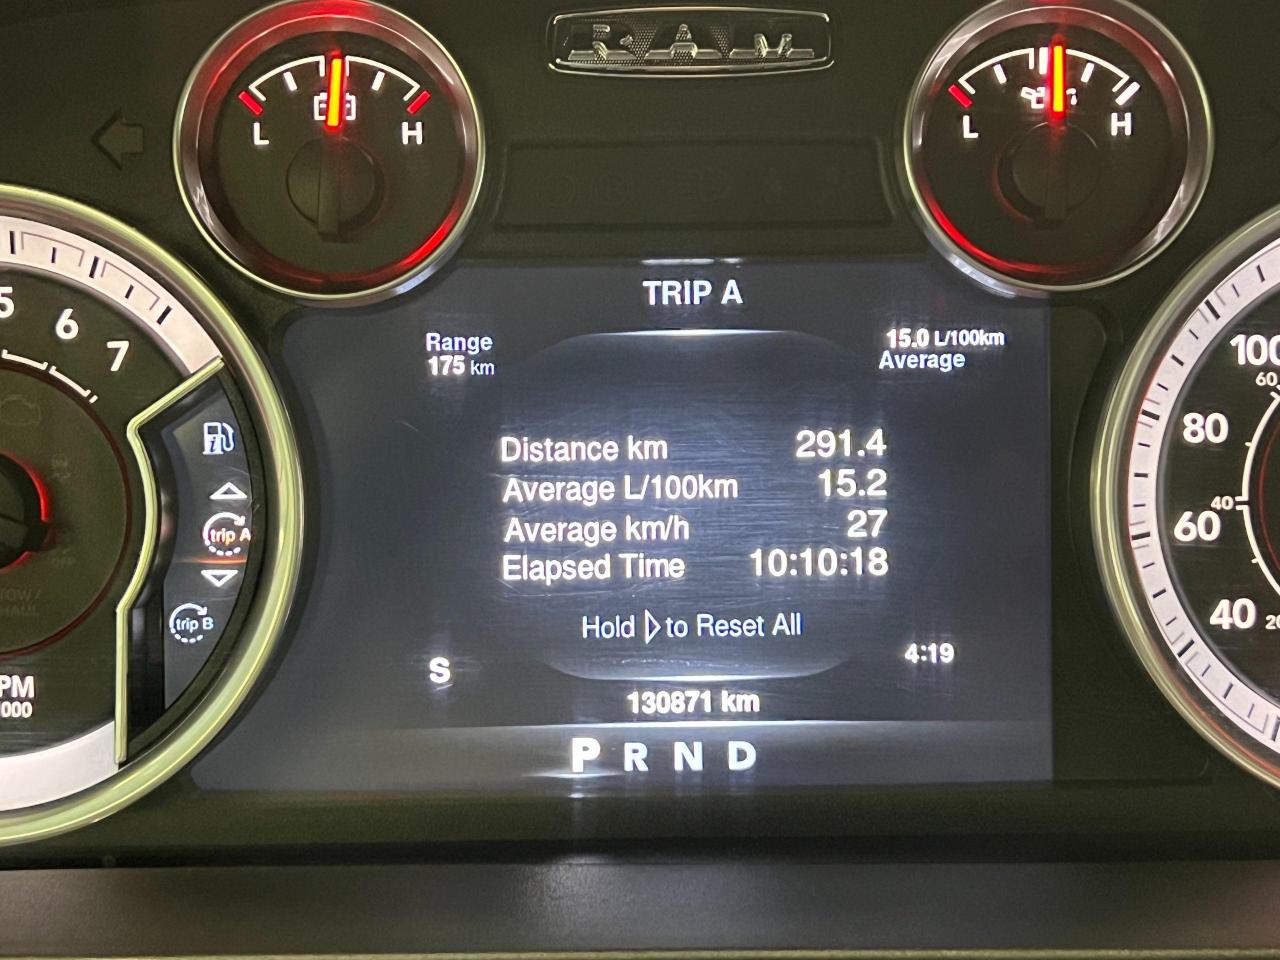 RAM
L H
L H
TRIP A
Range
175 km
15.0 L/100km
Average
Distance km 291.4
Average L/100km 15.2
Average km/h 27
Elapsed Time 10:10:18
Hold ▷ to Reset All
S
4:19
130871 km
P R N D
5
6
7
trip A
trip B
100
60
80
40
60
40